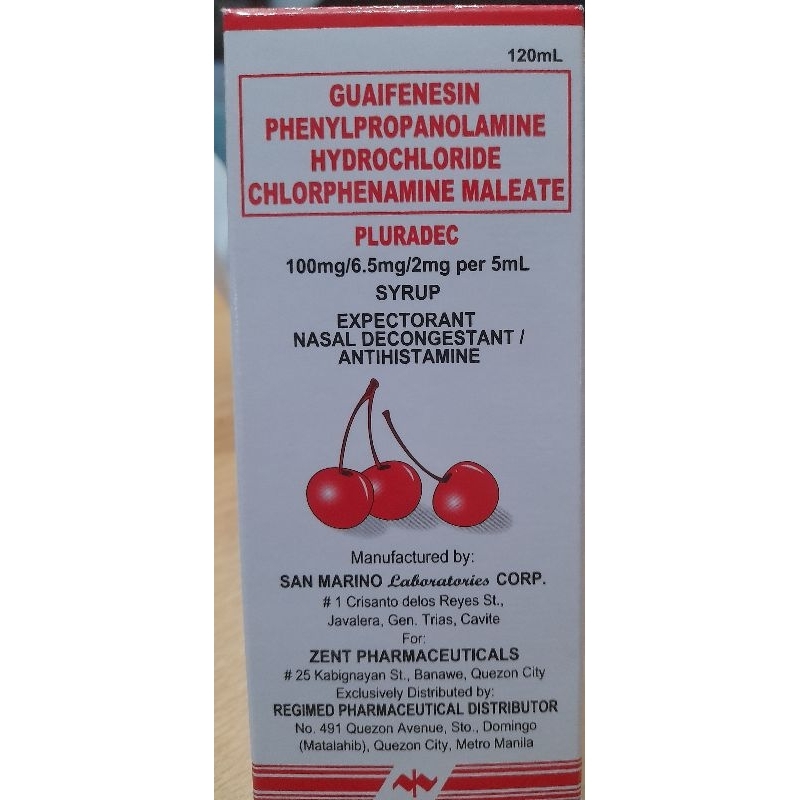 120mL
GUAIFENESIN
PHENYLPROPANOLAMINE
HYDROCHLORIDE
CHLORPHENAMINE MALEATE
PLURADEC
100mg/6.5mg/2mg per 5mL
SYRUP
EXPECTORANT
NASAL DECONGESTANT /
ANTIHISTAMINE
Manufactured by:
SAN MARINO Laboratories CORP.
# 1 Crisanto delos Reyes St.,
Javalera, Gen. Trias, Cavite
For:
ZENT PHARMACEUTICALS
# 25 Kabignayan St., Banawe, Quezon City
Exclusively Distributed by:
REGIMED PHARMACEUTICAL DISTRIBUTOR
No. 491 Quezon Avenue, Sto., Domingo
(Matalahib), Quezon City, Metro Manila